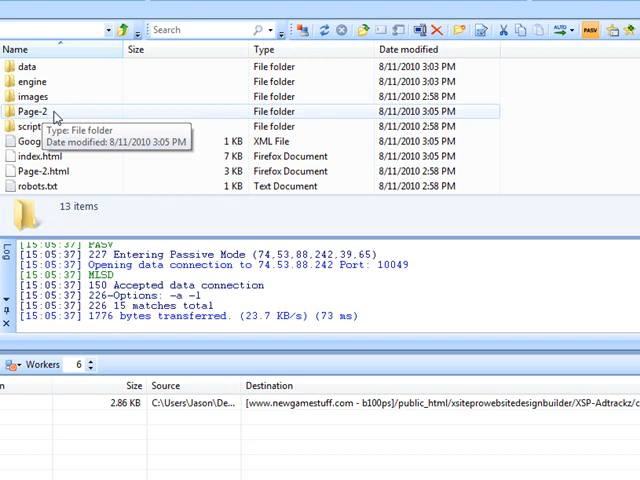 Search
PASV
Name Size Type Date modified
data File folder 8/11/2010 3:03 PM
engine File folder 8/11/2010 3:03 PM
images File folder 8/11/2010 2:58 PM
Page-2 File folder 8/11/2010 3:05 PM
script File folder 8/11/2010 2:58 PM
Type: File folder
Date modified: 8/11/2010 3:05 PM
Goog 1 KB XML File 8/11/2010 3:05 PM
index.html 7 KB Firefox Document 8/11/2010 3:05 PM
Page-2.html 3 KB Firefox Document 8/11/2010 3:05 PM
robots.txt 1 KB Text Document 8/11/2010 2:58 PM
13 items
Log
[15:05:37] PASV
[15:05:37] 227 Entering Passive Mode (74,53,88,242,39,65)
[15:05:37] Opening data connection to 74.53.88.242 Port: 10049
[15:05:37] MLSD
[15:05:37] 150 Accepted data connection
[15:05:37] 226-Options: -a -l
[15:05:37] 226 15 matches total
[15:05:37] 1776 bytes transferred. (23.7 KB/s) (73 ms)
Workers 6
n Size Source Destination
2.86 KB C:\Users\Jason\De... [www.newgamestuff.com - b100ps]/public_html/xsiteprowebsitedesignbuilder/XSP-Adtrackz/c